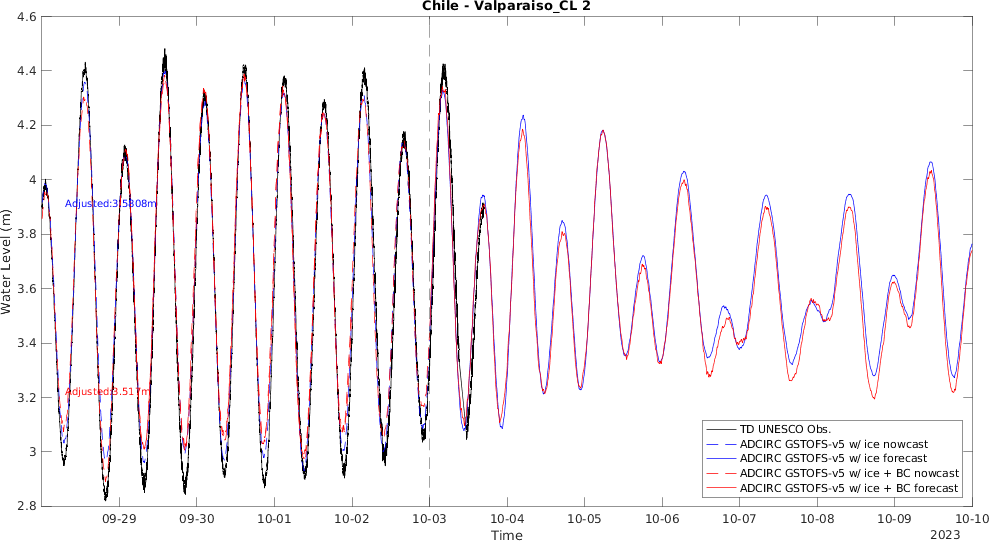 Chile - Valparaiso_CL 2
4.6
4.4
4.2
4
3.8
3.6
3.4
3.2
3
2.8
Water Level (m)
Adjusted:3.5308m
Adjusted:3.517m
TD UNESCO Obs.
ADCIRC GSTOFS-v5 w/ ice nowcast
ADCIRC GSTOFS-v5 w/ ice forecast
ADCIRC GSTOFS-v5 w/ ice + BC nowcast
ADCIRC GSTOFS-v5 w/ ice + BC forecast
09-29 09-30 10-01 10-02 10-03 10-04 10-05 10-06 10-07 10-08 10-09 10-10
Time
2023